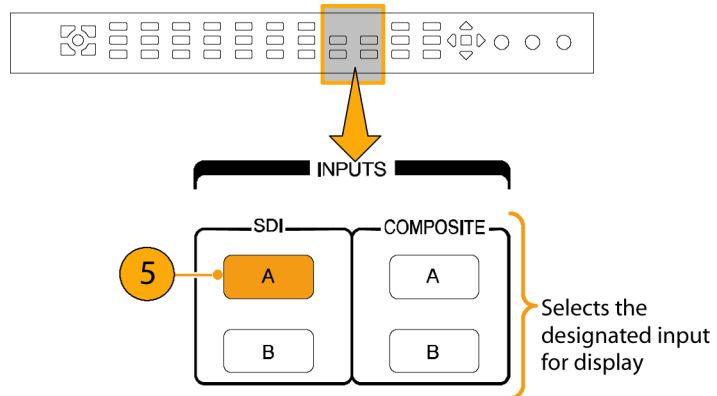 INPUTS
SDI
COMPOSITE
5
A
A
B
B
Selects the
designated input
for display